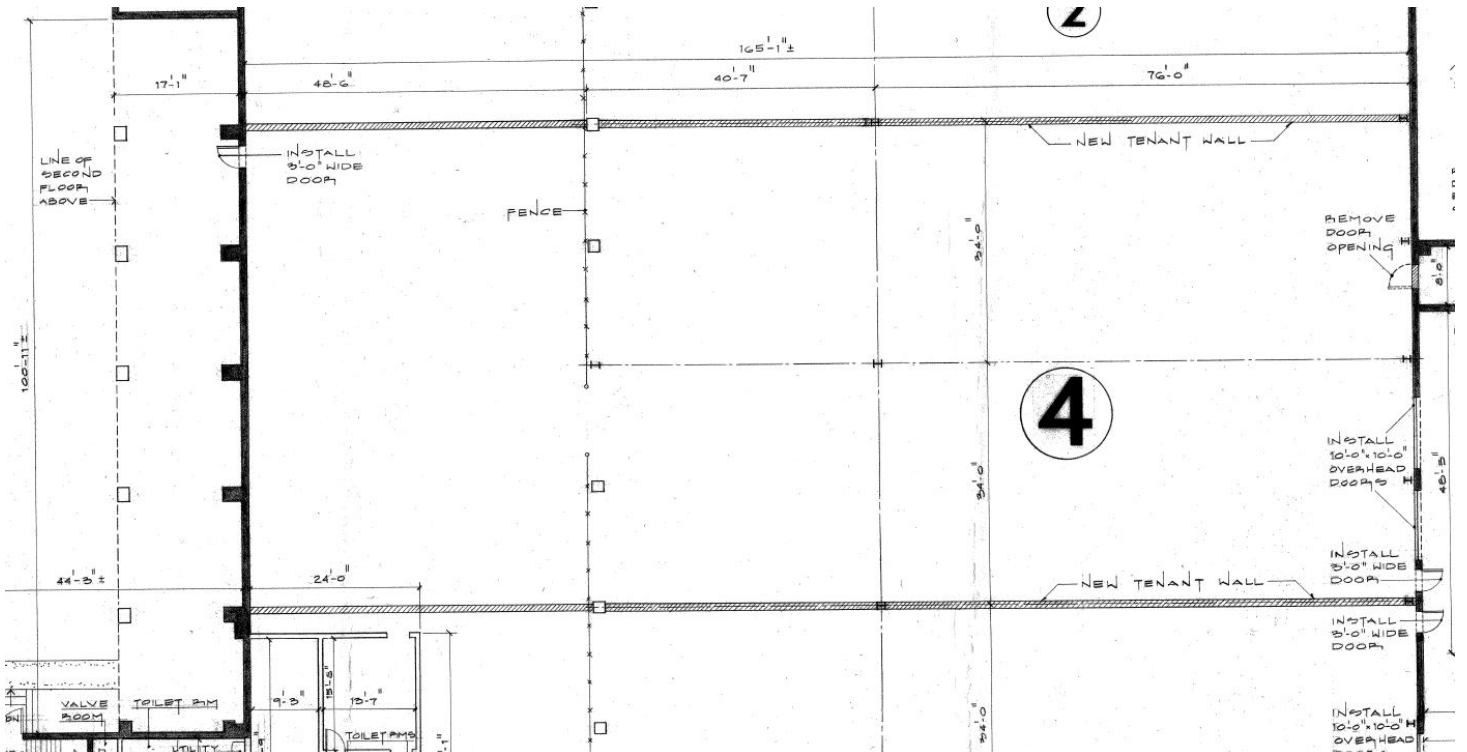 2
165'-1"±
17'-1"
48'-6"
40'-7"
76'-0"
NEW TENANT WALL
INSTALL
3'-0" WIDE
DOOR
LINE OF
SECOND
FLOOR
ABOVE
FENCE
34'-0"
REMOVE
DOOR
OPENING
8'-0"
100'-11"±
4
INSTALL
10'-0"x10'-0"
OVERHEAD
DOORS
34'-0"
INSTALL
3'-0" WIDE
DOOR
44'-3"±
24'-0"
NEW TENANT WALL
INSTALL
3'-0" WIDE
DOOR
9'-3"
13'-7"
34'-0"
VALVE
ROOM
TOILET RM
TOILET RMS
UTILITY
DN
INSTALL
10'-0"x10'-0"
OVERHEAD